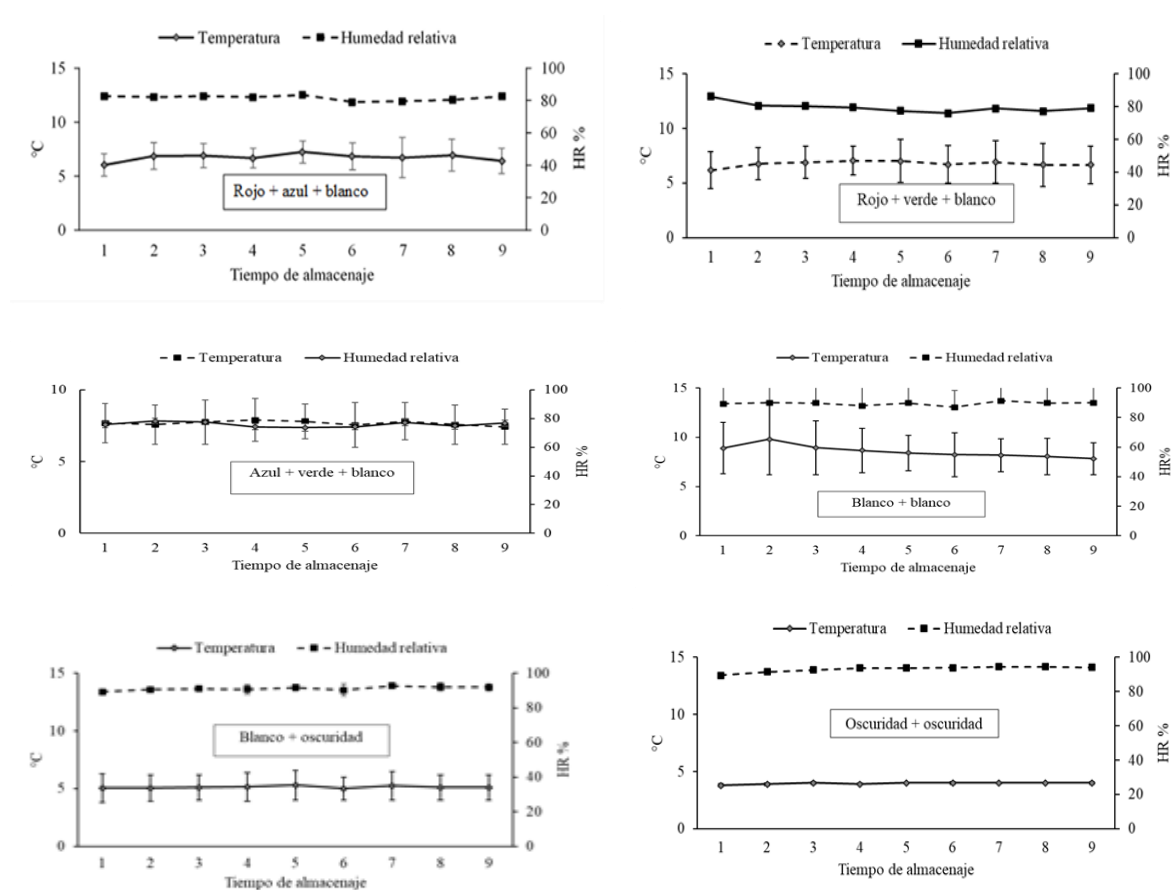 Temperatura Humedad relativa
15 100
80
10 60
°C HR %
5 40
Rojo + azul + blanco
20
0 0
1 2 3 4 5 6 7 8 9
Tiempo de almacenaje
Temperatura Humedad relativa
15 100
80
10 60
°C HR %
5 40
Rojo + verde + blanco
20
0 0
1 2 3 4 5 6 7 8 9
Tiempo de almacenaje
Temperatura Humedad relativa
10 100
80
60
°C HR %
5
Azul + verde + blanco
40
20
0 0
1 2 3 4 5 6 7 8 9
Tiempo de almacenaje
Temperatura Humedad relativa
15 100
80
10 60
°C HR%
5 40
Blanco + blanco
20
0 0
1 2 3 4 5 6 7 8 9
Tiempo de almacenaje
Temperatura Humedad relativa
15 100
80
10
Blanco + oscuridad
60
°C HR %
5 40
20
0 0
1 2 3 4 5 6 7 8 9
Tiempo de almacenaje
Temperatura Humedad relativa
15 100
80
10
Oscuridad + oscuridad
60
°C HR %
5 40
20
0 0
1 2 3 4 5 6 7 8 9
Tiempo de almacenaje